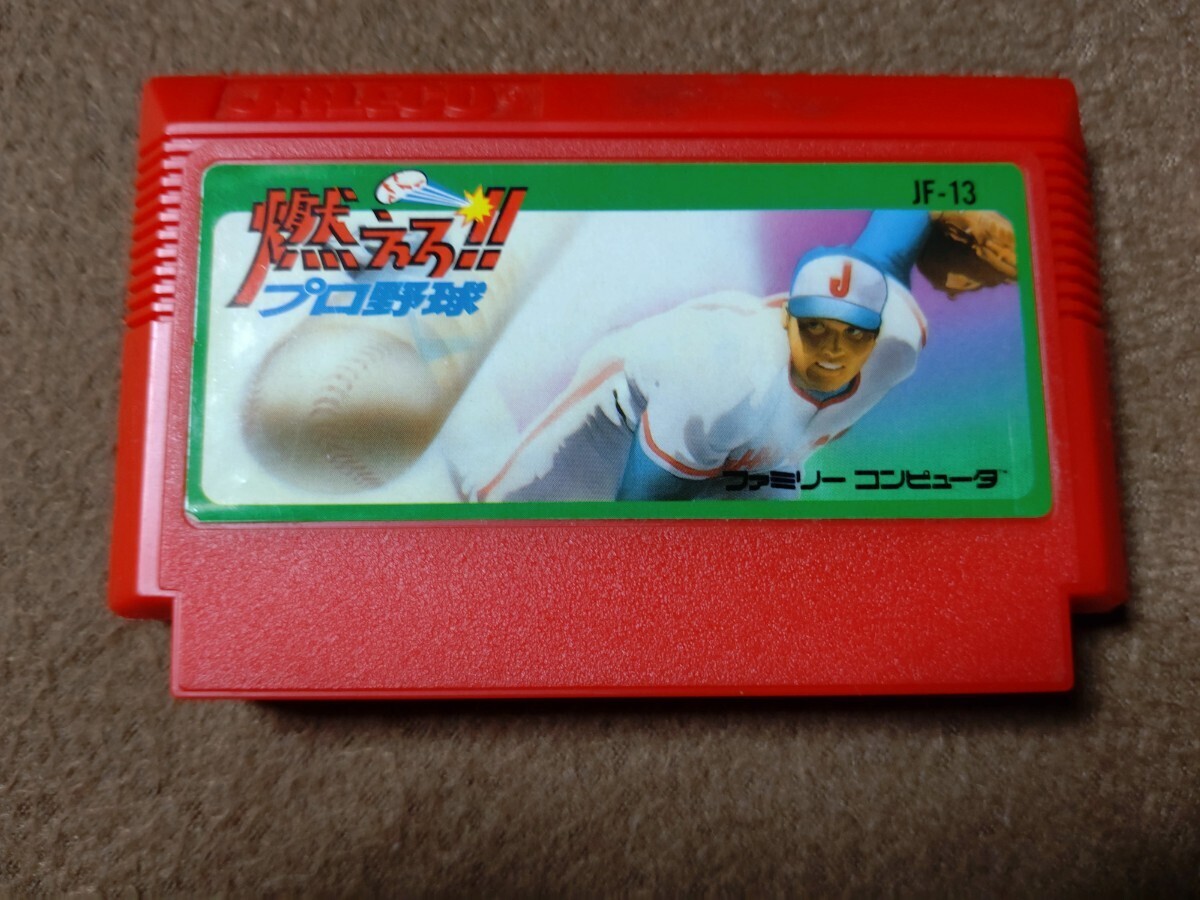 JF-13
燃えろ!!
プロ野球
J
ファミリー コンピュータ